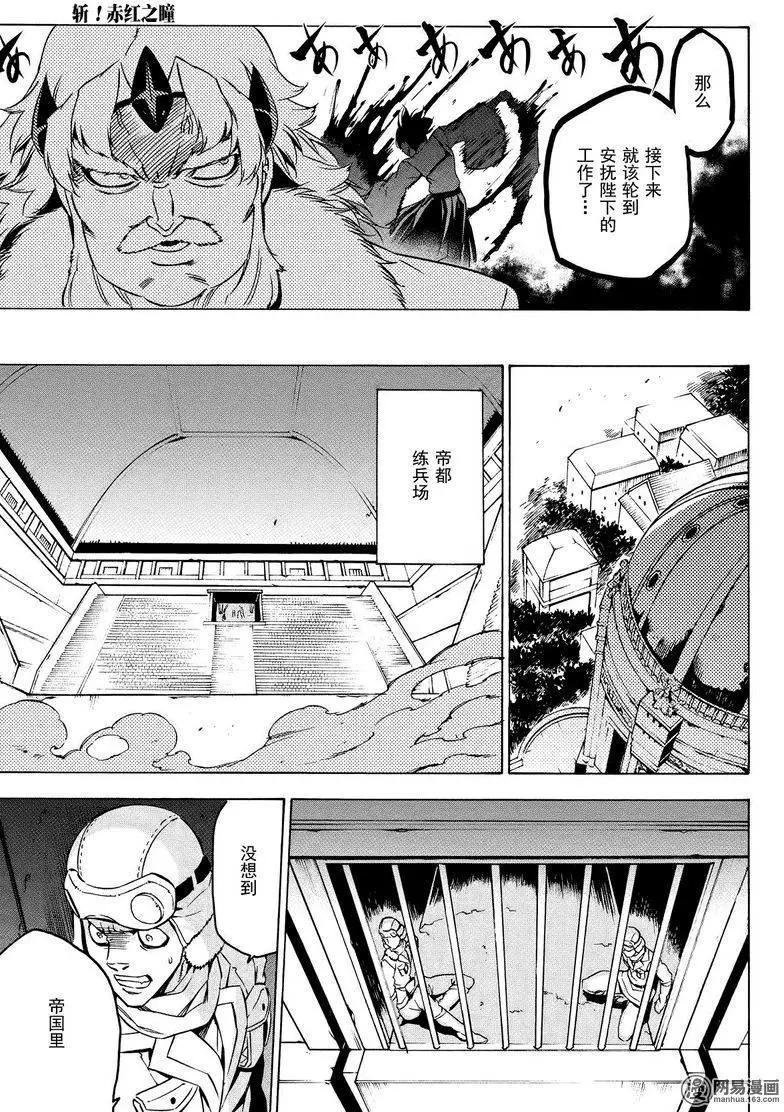 斩！赤红之瞳
ああああああ
那么
接下来
就该轮到
安抚陛下的
工作了…
帝都
练兵场
没想到
帝国里
网易漫画
manhua.163.com